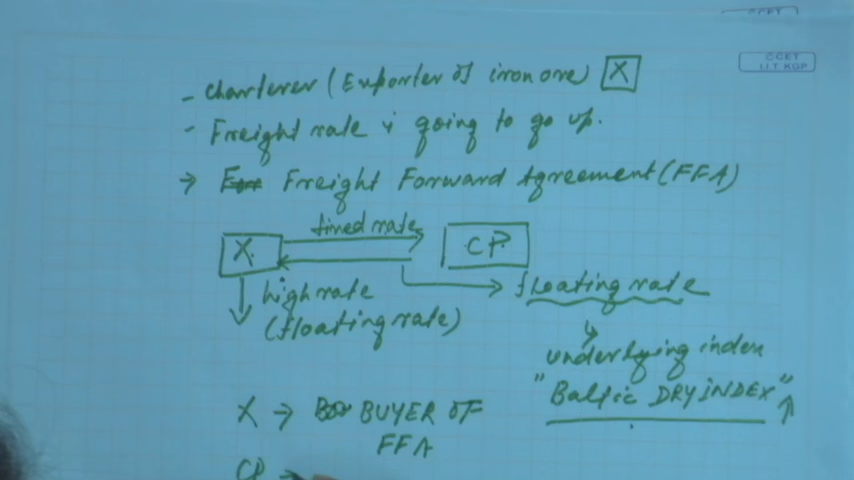 CET
I.I.T. KGP
- Charterer (Exporter of iron ore) X
- Freight rate is going to go up.
→ Freight Forward Agreement (FFA)
fixed rate
X CP
floating rate
high rate
(floating rate)
underlying index
"Baltic DRY iNDEX" ↑
X → BUYER OF
FFA
CP →